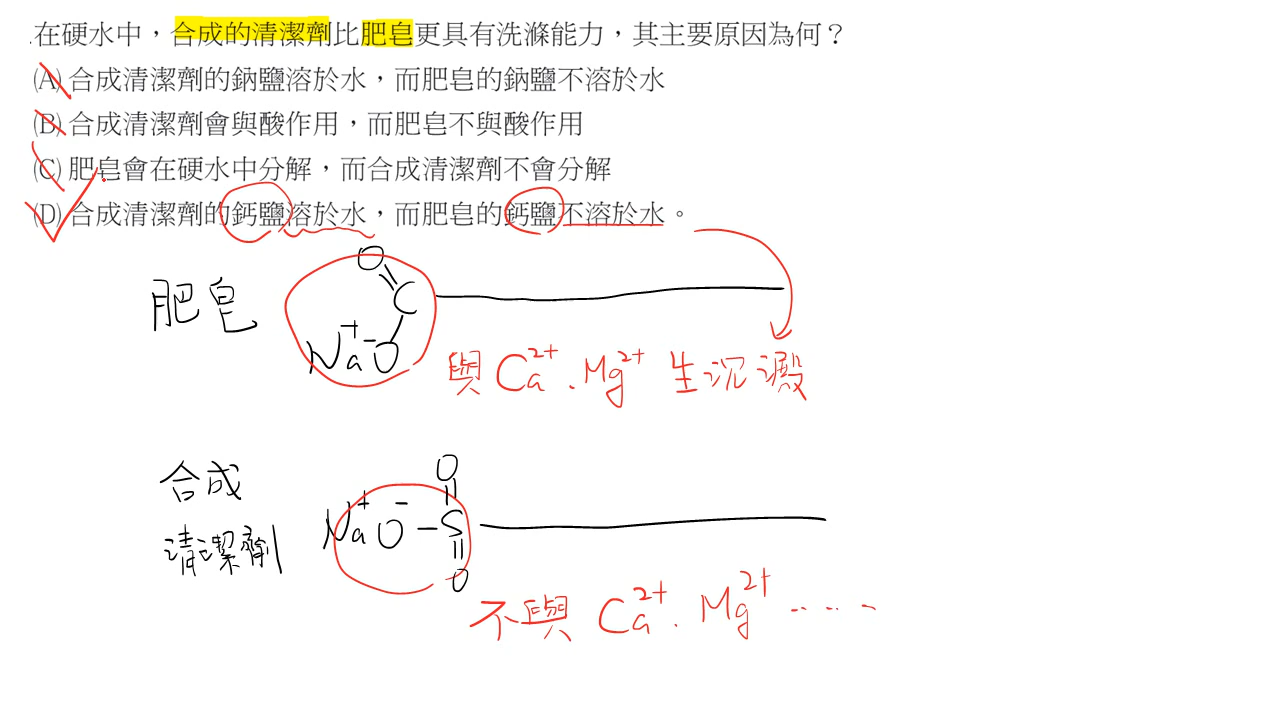 在硬水中，合成的清潔劑比肥皂更具有洗滌能力，其主要原因為何？
(A) 合成清潔劑的鈉鹽溶於水，而肥皂的鈉鹽不溶於水
(B) 合成清潔劑會與酸作用，而肥皂不與酸作用
(C) 肥皂會在硬水中分解，而合成清潔劑不會分解
(D) 合成清潔劑的鈣鹽溶於水，而肥皂的鈣鹽不溶於水。
O
肥皂 C
Na⁺ ⁻O
與 Ca²⁺.Mg²⁺ 生沉澱
合成 O
清潔劑 Na⁺O⁻-S
O
不與 Ca²⁺.Mg²⁺ ......